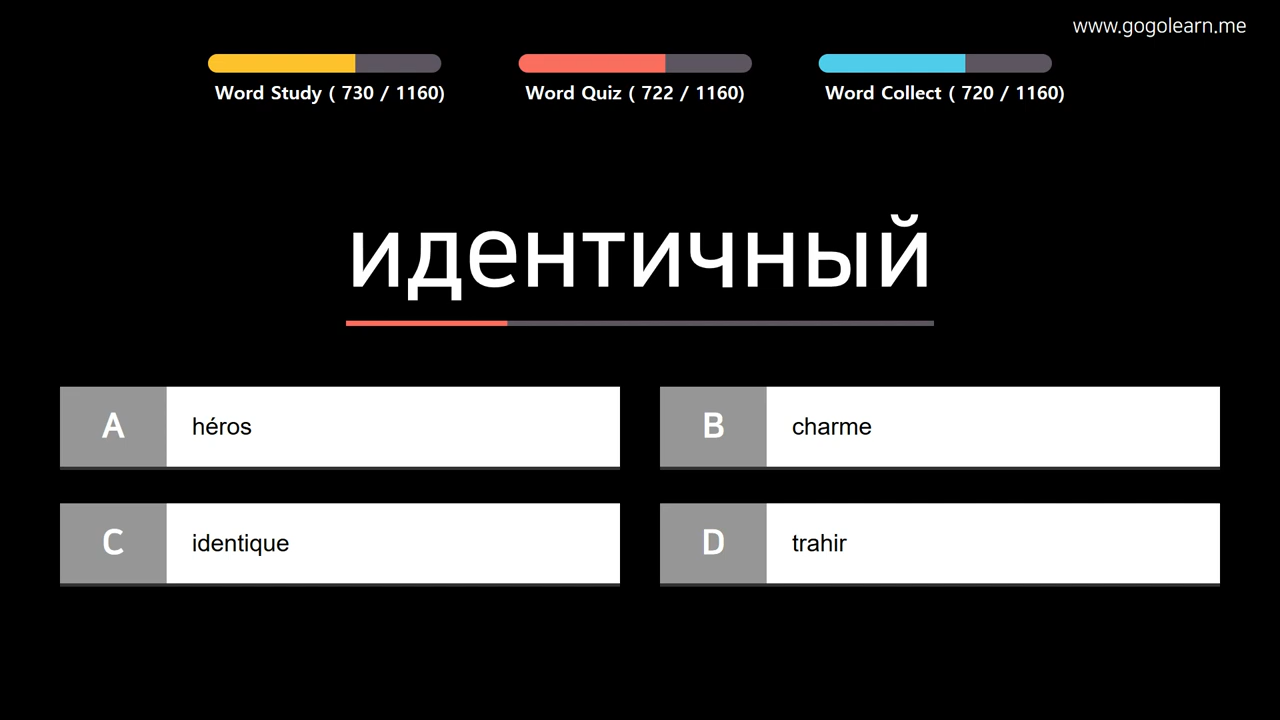 www.gogolearn.me
Word Study ( 730 / 1160)
Word Quiz ( 722 / 1160)
Word Collect ( 720 / 1160)
идентичный
A héros
B charme
C identique
D trahir